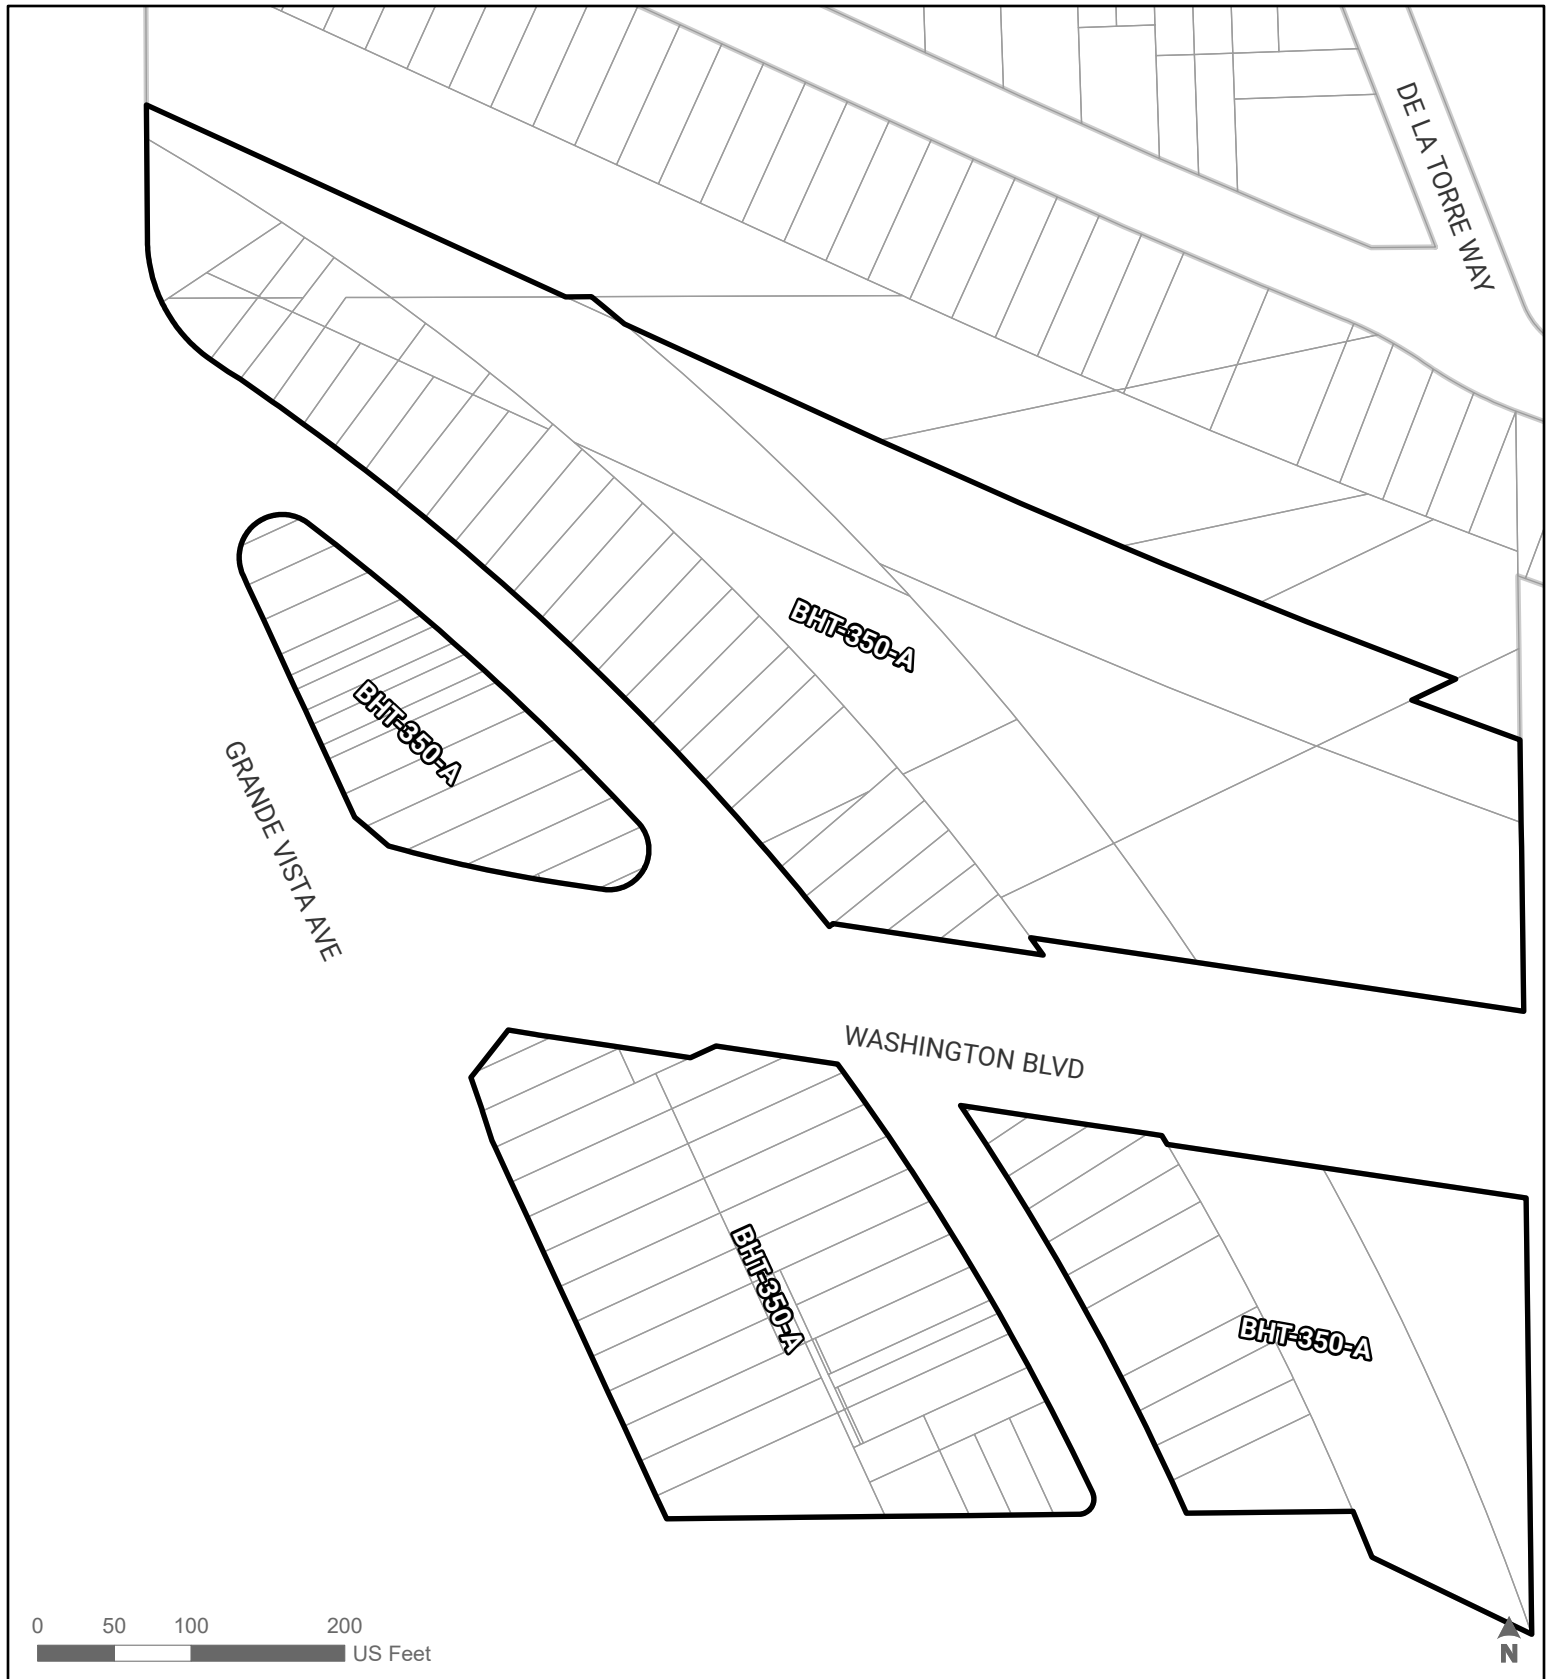 DE LA TORRE WAY
BHT-350-A
BHT-350-A
GRANDE VISTA AVE
WASHINGTON BLVD
BHT-350-A
BHT-350-A
0 50 100 200
US Feet
N